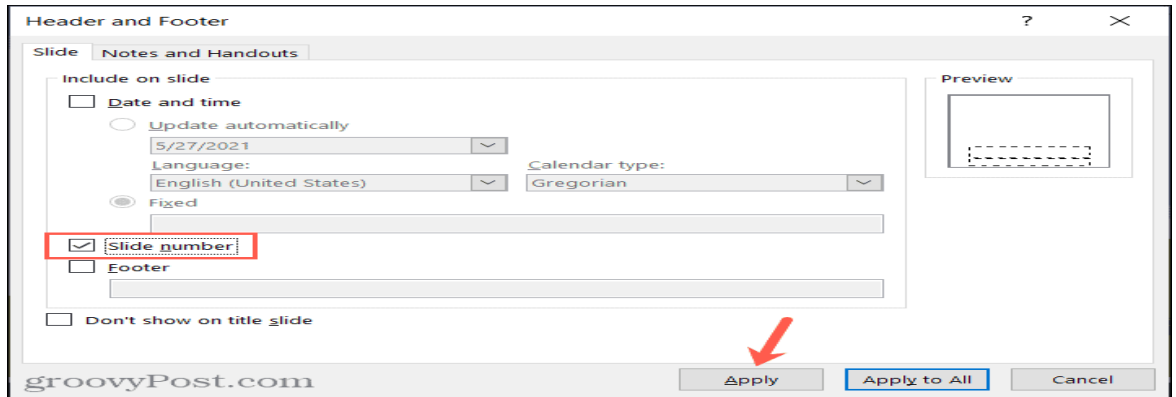 Header and Footer ?
Slide Notes and Handouts
Include on slide Preview
Date and time
Update automatically
5/27/2021
Language: Calendar type:
English (United States) Gregorian
Fixed
Slide number
Footer
Don't show on title slide
groovyPost.com Apply Apply to All Cancel